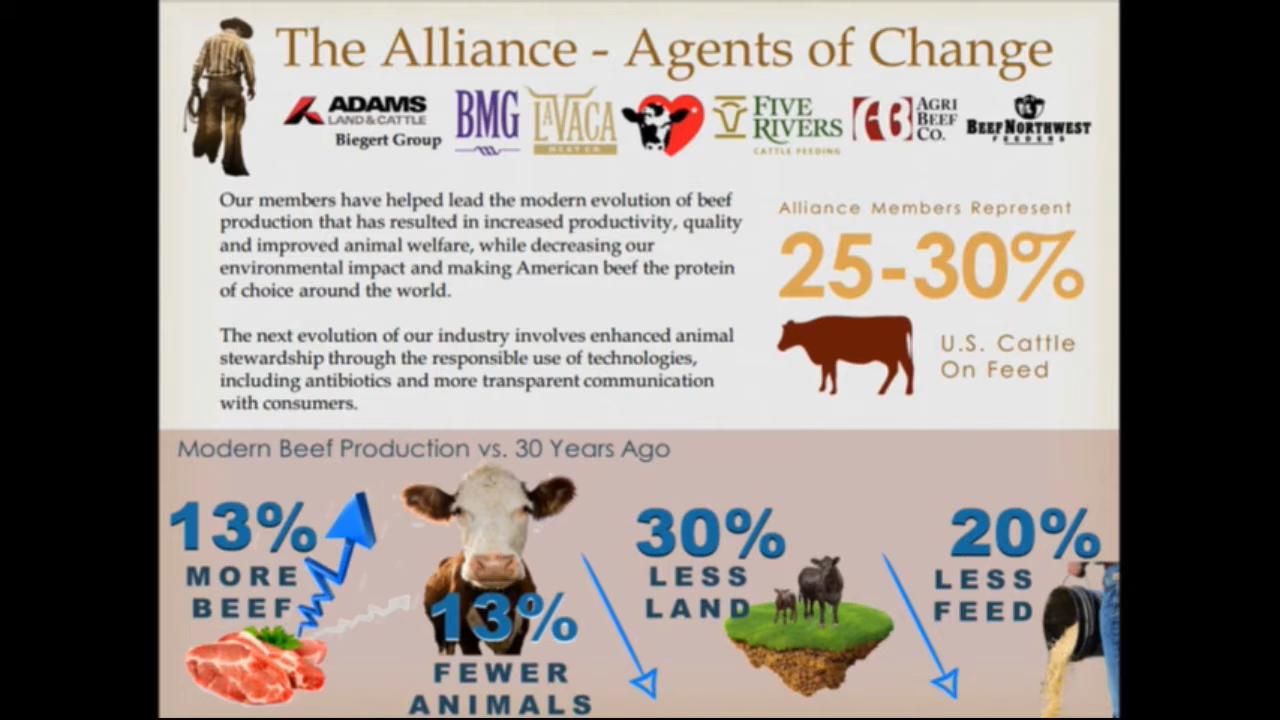 The Alliance - Agents of Change
ADAMS
LAND & CATTLE
Biegert Group
BMG
LAVACA
MEAT CO.
FIVE
RIVERS
CATTLE FEEDING
AB
AGRI
BEEF
CO.
BEEF NORTHWEST
FEEDERS
Our members have helped lead the modern evolution of beef
production that has resulted in increased productivity, quality
and improved animal welfare, while decreasing our
environmental impact and making American beef the protein
of choice around the world.
The next evolution of our industry involves enhanced animal
stewardship through the responsible use of technologies,
including antibiotics and more transparent communication
with consumers.
Alliance Members Represent
25-30%
U.S. Cattle
On Feed
Modern Beef Production vs. 30 Years Ago
13%
MORE
BEEF
13%
FEWER
ANIMALS
30%
LESS
LAND
20%
LESS
FEED